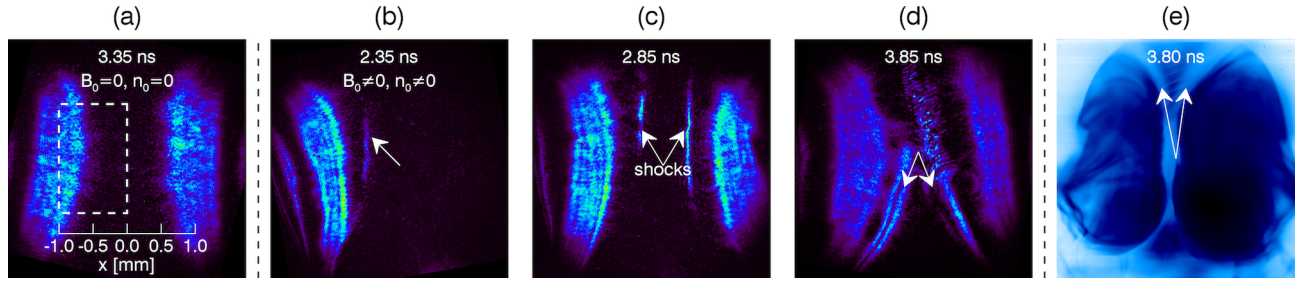 (a)
(b)
(c)
(d)
(e)
3.35 ns
B₀=0, n₀=0
-1.0 -0.5 0.0 0.5 1.0
x [mm]
2.35 ns
B₀≠0, n₀≠0
2.85 ns
shocks
3.85 ns
3.80 ns